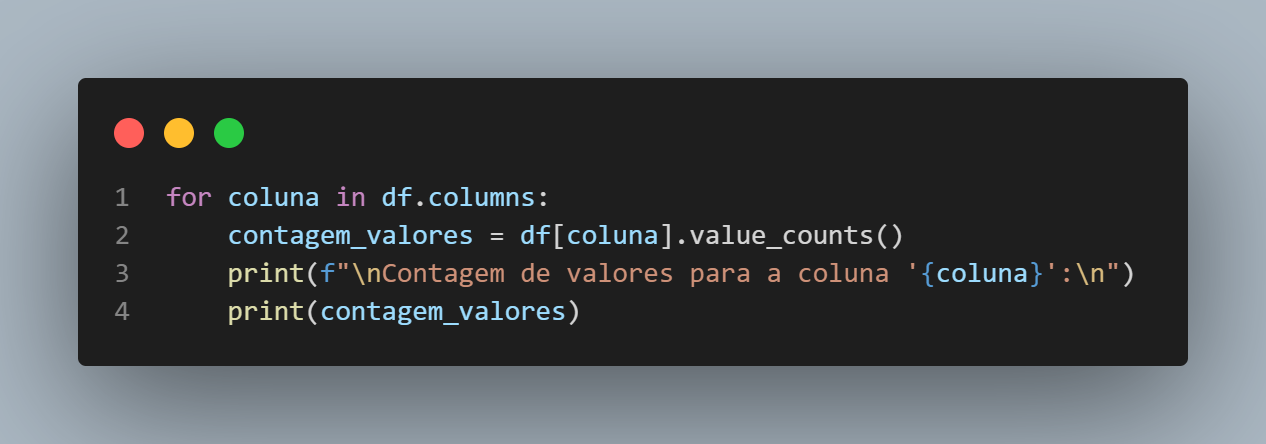 1 for coluna in df.columns:
2     contagem_valores = df[coluna].value_counts()
3     print(f"\nContagem de valores para a coluna '{coluna}':\n")
4     print(contagem_valores)